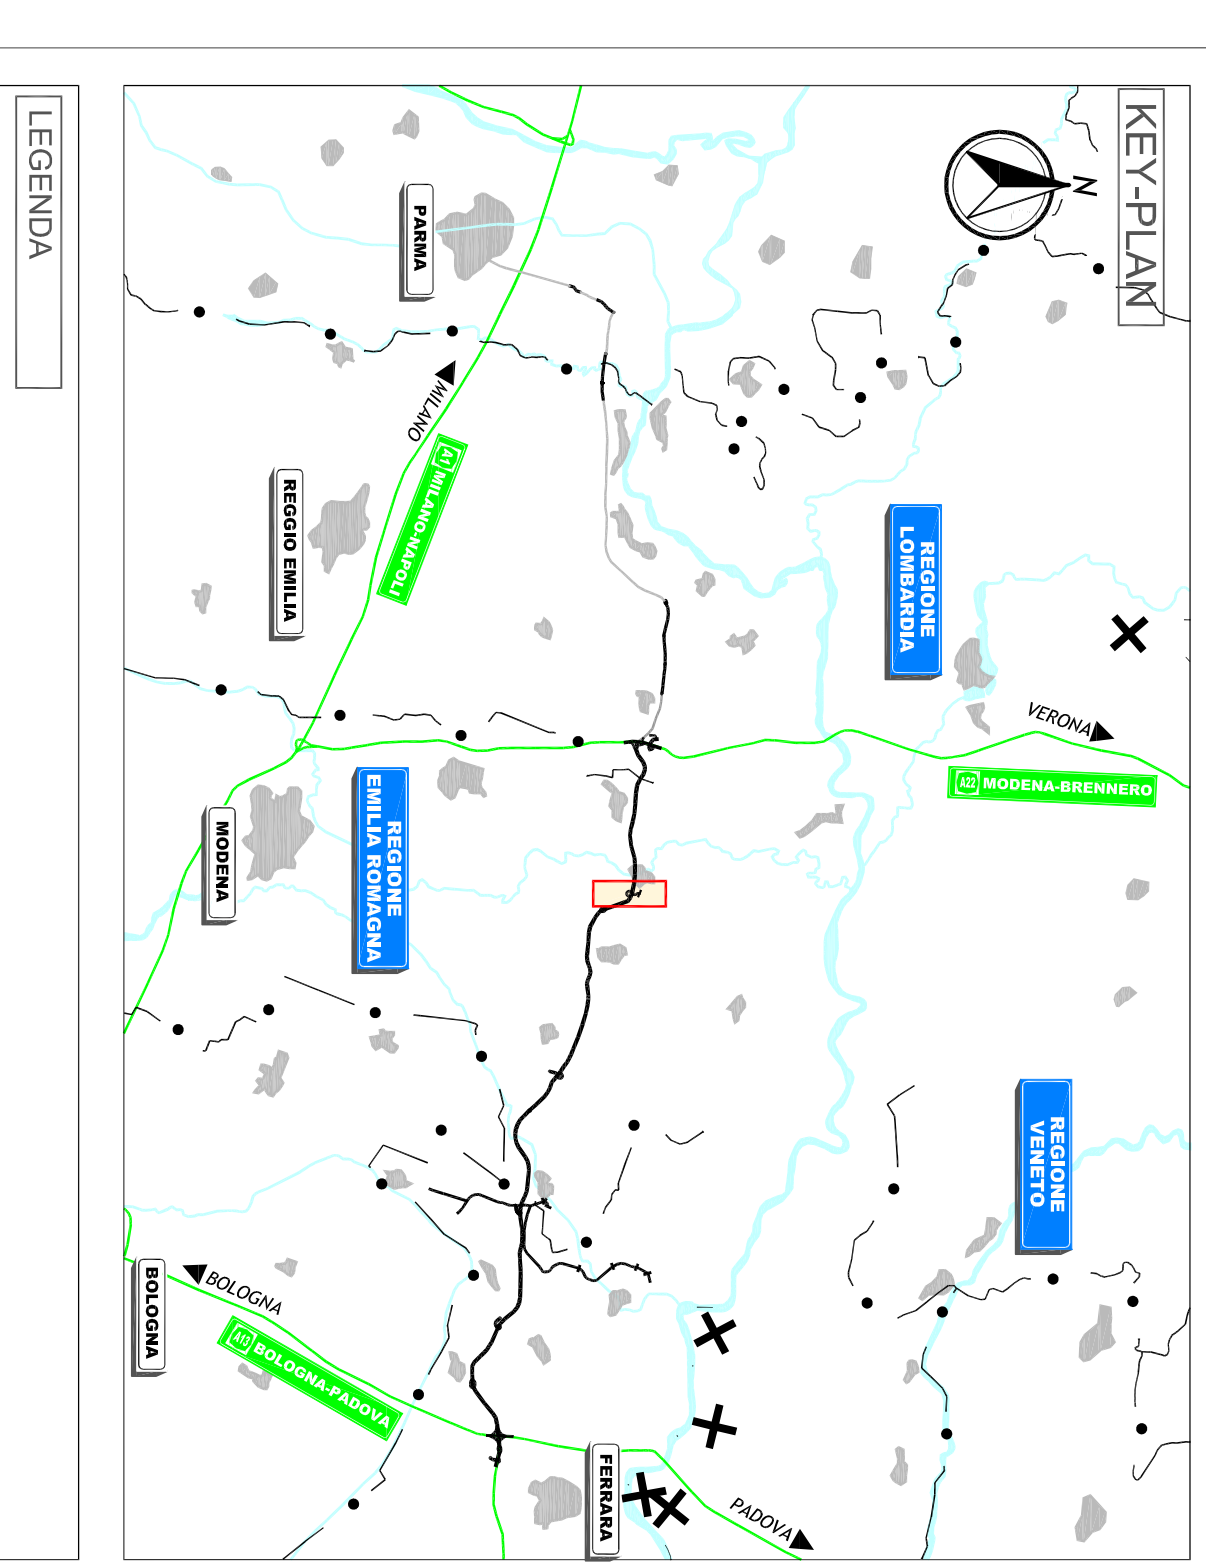 KEY-PLAN
N
LEGENDA
PARMA
MILANO
A1 MILANO-NAPOLI
REGGIO EMILIA
REGIONE
LOMBARDIA
VERONA
A22 MODENA-BRENNERO
MODENA
REGIONE
EMILIA ROMAGNA
REGIONE
VENETO
BOLOGNA
BOLOGNA
A13 BOLOGNA-PADOVA
FERRARA
PADOVA